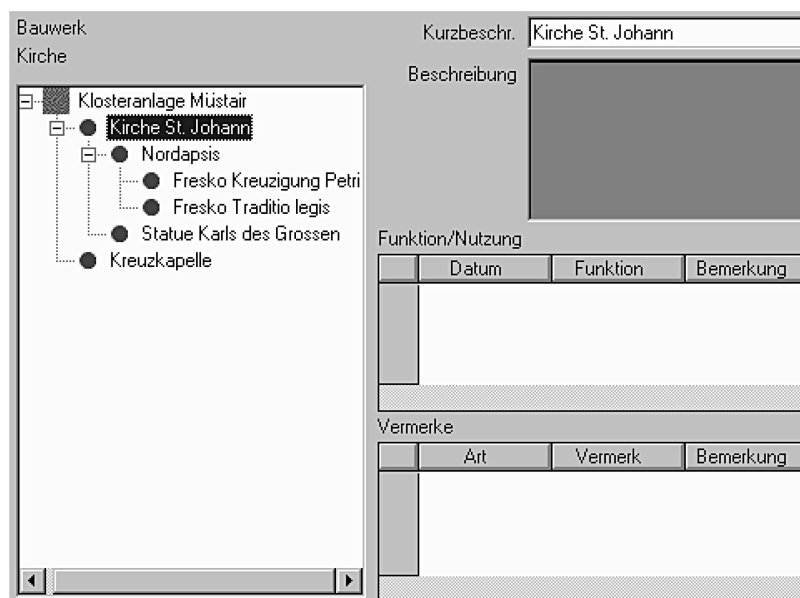 Bauwerk
Kirche
Klosteranlage Müstair
Kirche St. Johann
Nordapsis
Fresko Kreuzigung Petri
Fresko Traditio legis
Statue Karls des Grossen
Kreuzkapelle
Kurzbeschr. Kirche St. Johann
Beschreibung
Funktion/Nutzung
Datum Funktion Bemerkung
Vermerke
Art Vermerk Bemerkung